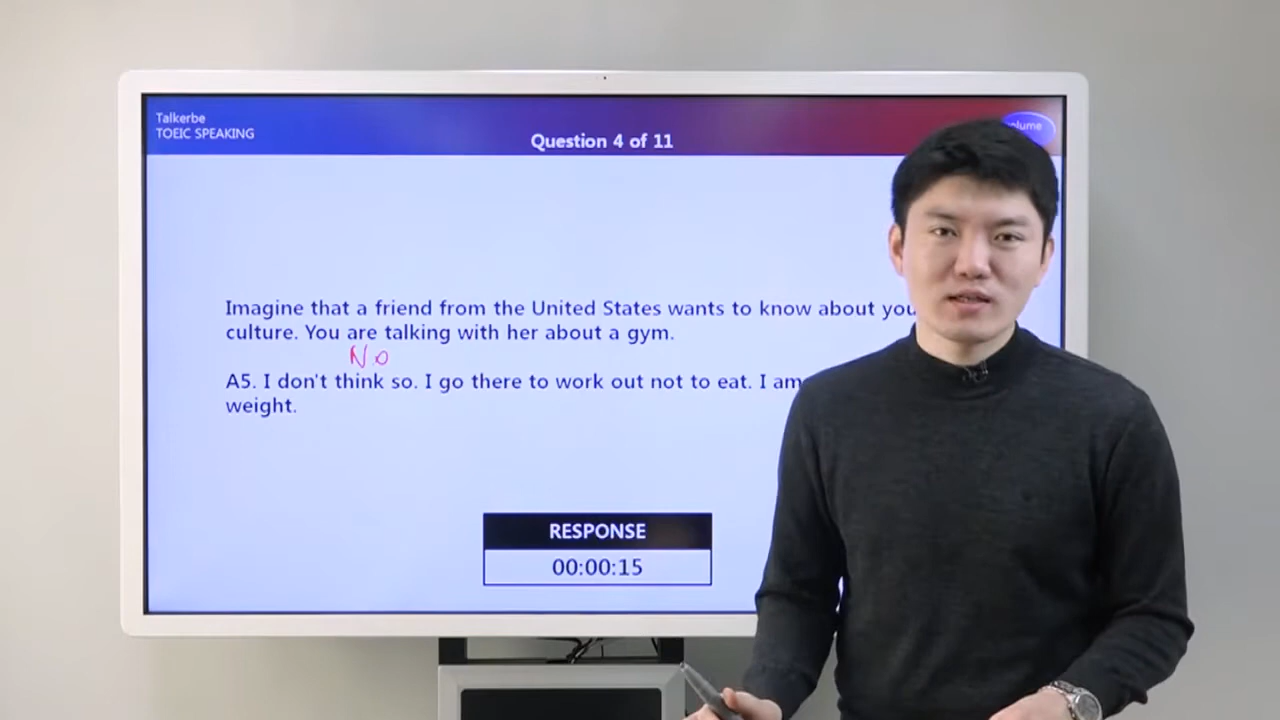 Talkerbe
TOEIC SPEAKING
Question 4 of 11
Imagine that a friend from the United States wants to know about
culture. You are talking with her about a gym.
No
A5. I don't think so. I go there to work out not to eat. I am
weight.
RESPONSE
00:00:15